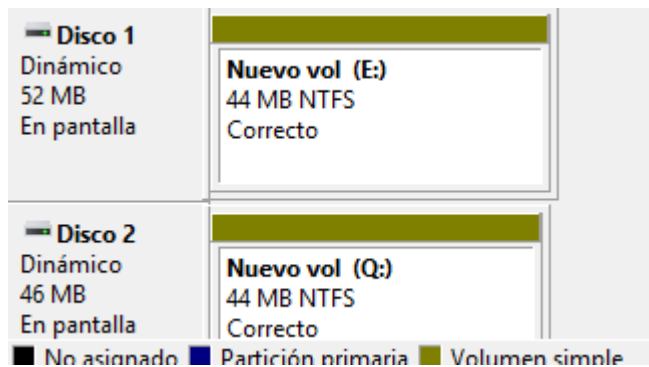 Disco 1
Dinámico
52 MB
En pantalla
Nuevo vol (E:)
44 MB NTFS
Correcto
Disco 2
Dinámico
46 MB
En pantalla
Nuevo vol (Q:)
44 MB NTFS
Correcto
No asignado Partición primaria Volumen simple